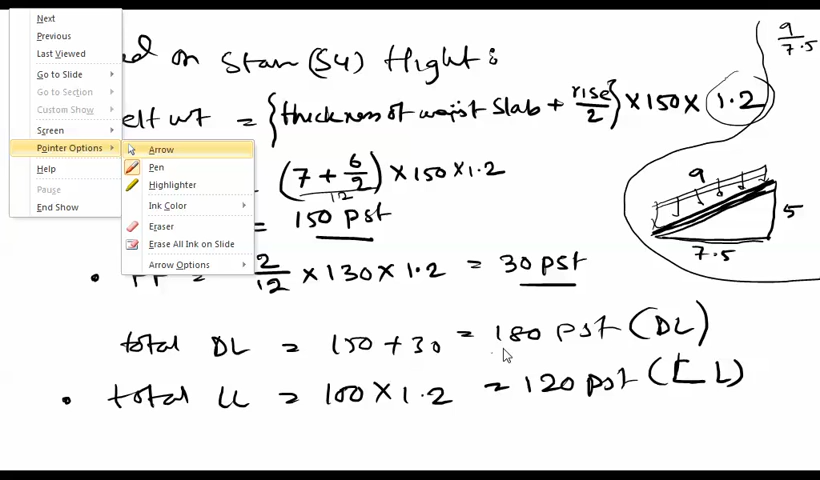 Next
Previous
Last Viewed
Go to Slide
Go to Section
Custom Show
Screen
Pointer Options
Help
Pause
End Show
Arrow
Pen
Highlighter
Ink Color
Eraser
Erase All Ink on Slide
Arrow Options
on Stair (S4) flight :
elf wt = {thickness of waist slab + rise/2} × 150 × 1.2
(7 + 6/2)/12 × 150 × 1.2
= 150 psf
• FF = 2/12 × 130 × 1.2 = 30 psf
total DL = 150 + 30 = 180 psf (DL)
• total LL = 100 × 1.2 = 120 psf (LL)
9/7.5
9
5
7.5